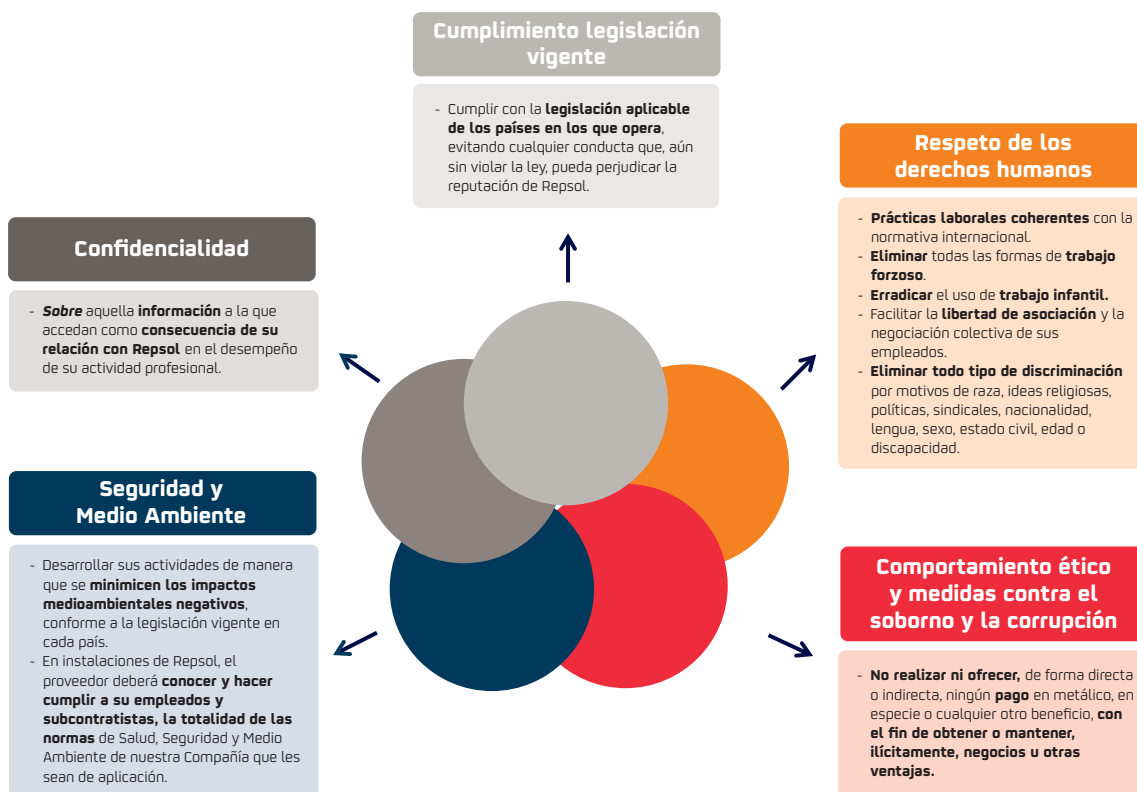 Cumplimiento legislación
vigente
- Cumplir con la legislación aplicable
de los países en los que opera,
evitando cualquier conducta que, aún
sin violar la ley, pueda perjudicar la
reputación de Repsol.
Respeto de los
derechos humanos
- Prácticas laborales coherentes con la
normativa internacional.
- Eliminar todas las formas de trabajo
forzoso.
- Erradicar el uso de trabajo infantil.
- Facilitar la libertad de asociación y la
negociación colectiva de sus
empleados.
- Eliminar todo tipo de discriminación
por motivos de raza, ideas religiosas,
políticas, sindicales, nacionalidad,
lengua, sexo, estado civil, edad o
discapacidad.
Confidencialidad
- Sobre aquella información a la que
accedan como consecuencia de su
relación con Repsol en el desempeño
de su actividad profesional.
Seguridad y
Medio Ambiente
- Desarrollar sus actividades de manera
que se minimicen los impactos
medioambientales negativos,
conforme a la legislación vigente en
cada país.
- En instalaciones de Repsol, el
proveedor deberá conocer y hacer
cumplir a su empleados y
subcontratistas, la totalidad de las
normas de Salud, Seguridad y Medio
Ambiente de nuestra Compañía que les
sean de aplicación.
Comportamiento ético
y medidas contra el
soborno y la corrupción
- No realizar ni ofrecer, de forma directa
o indirecta, ningún pago en metálico, en
especie o cualquier otro beneficio, con
el fin de obtener o mantener,
ilícitamente, negocios u otras
ventajas.